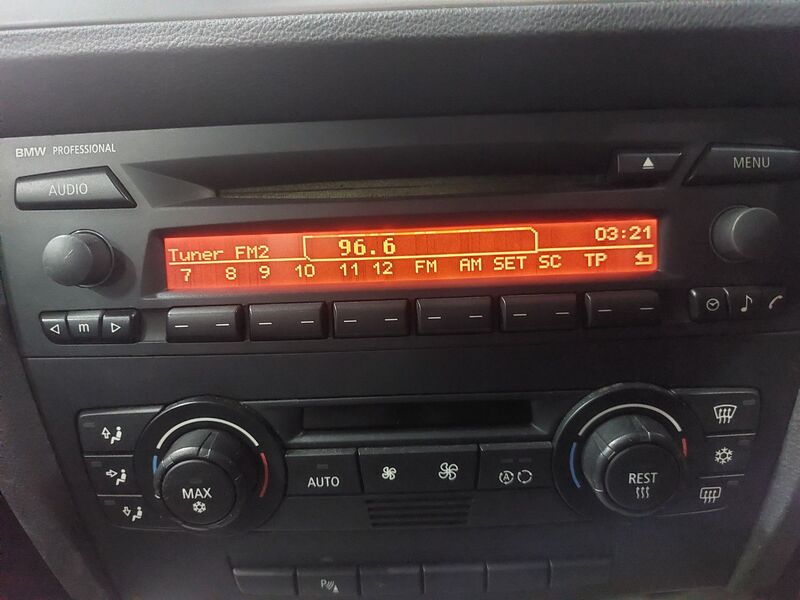 BMW PROFESSIONAL
MENU
AUDIO
96.6 03:21
Tuner FM2
7 8 9 10 11 12 FM AM SET SC TP
m
AUTO
A
MAX
REST
P